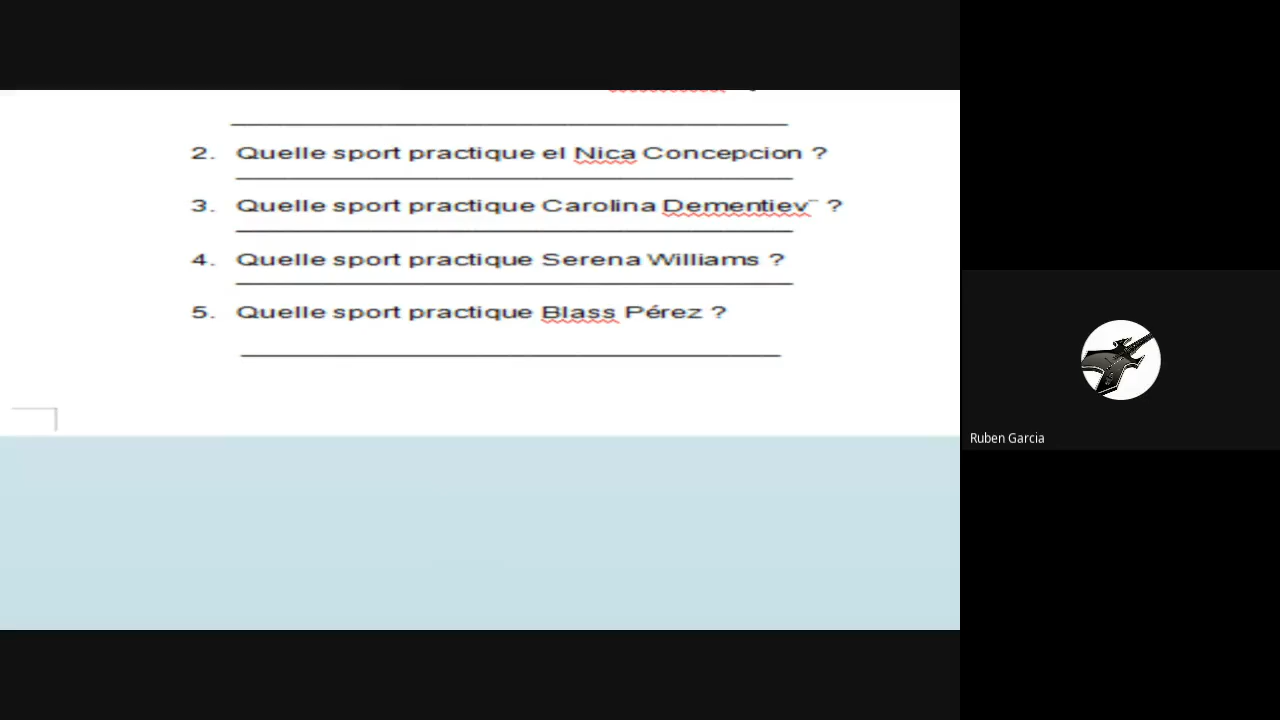 2. Quelle sport practique el Nica Concepcion ?
3. Quelle sport practique Carolina Dementiev¨ ?
4. Quelle sport practique Serena Williams ?
5. Quelle sport practique Blass Pérez ?
Ruben Garcia